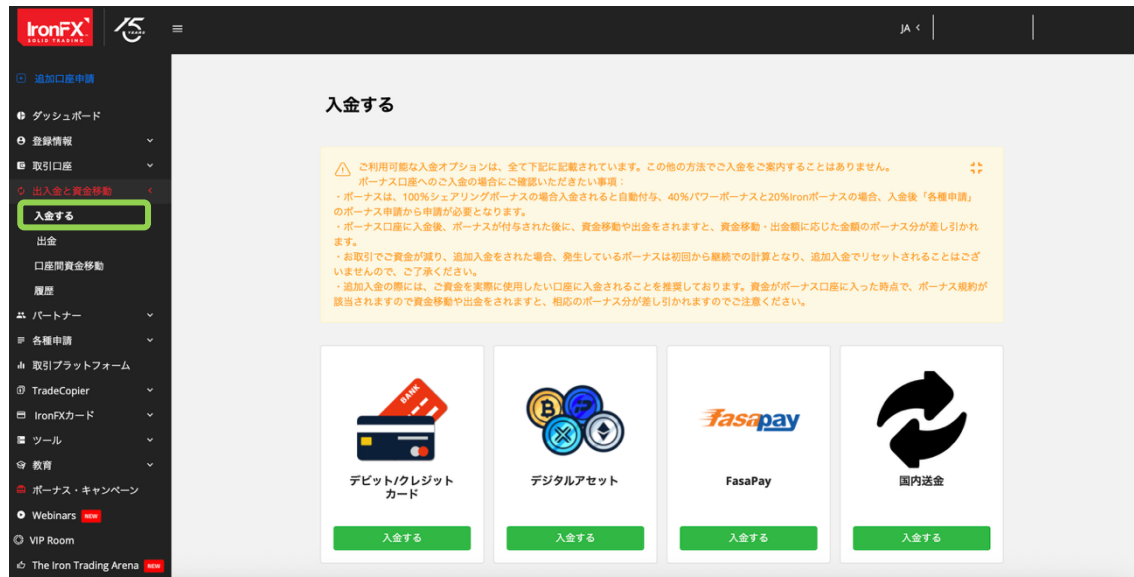 IronFX
SOLID TRADING
15
YEARS
JA
追加口座申請
ダッシュボード
登録情報
取引口座
出入金と資金移動
入金する
出金
口座間資金移動
履歴
パートナー
各種申請
取引プラットフォーム
TradeCopier
IronFXカード
ツール
教育
ボーナス・キャンペーン
Webinars NEW
VIP Room
The Iron Trading Arena NEW
入金する
ご利用可能な入金オプションは、全て下記に記載されています。この他の方法でご入金をご案内することはありません。
ボーナス口座へのご入金の場合にご確認いただきたい事項：
・ボーナスは、100%シェアリングボーナスの場合入金されると自動付与、40%パワーボーナスと20%Ironボーナスの場合、入金後「各種申請」
のボーナス申請から申請が必要となります。
・ボーナス口座に入金後、ボーナスが付与された後に、資金移動や出金をされますと、資金移動・出金額に応じた金額のボーナス分が差し引かれ
ます。
・お取引でご資金が減り、追加入金をされた場合、発生しているボーナスは初回から継続での計算となり、追加入金でリセットされることはござ
いませんので、ご了承ください。
・追加入金の際には、ご資金を実際に使用したい口座に入金されることを推奨しております。資金がボーナス口座に入った時点で、ボーナス規約が
該当されますので資金移動や出金をされますと、相応のボーナス分が差し引かれますのでご注意ください。
BANK
fasapay
デビット/クレジット
カード
デジタルアセット
FasaPay
国内送金
入金する
入金する
入金する
入金する